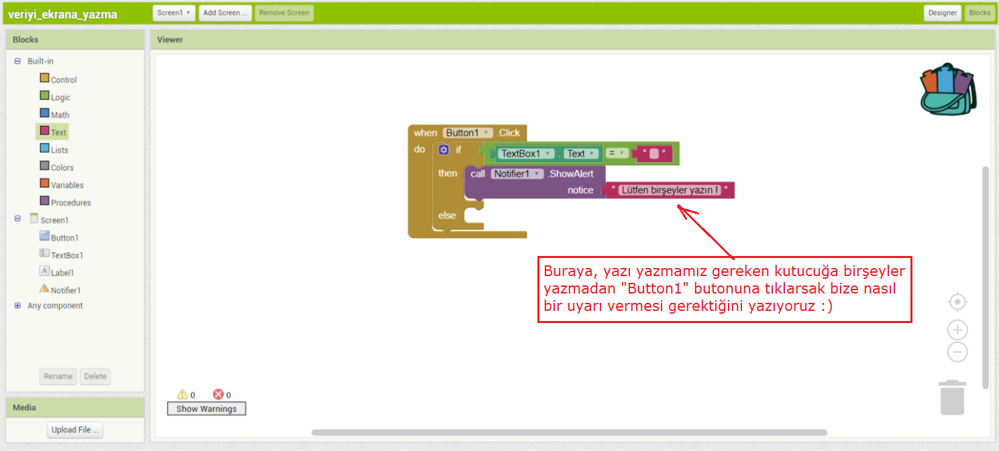 veriyi_ekrana_yazma Screen1 Add Screen ... Remove Screen Designer Blocks
Blocks
Built-in
Control
Logic
Math
Text
Lists
Colors
Variables
Procedures
Screen1
Button1
TextBox1
Label1
Notifier1
Any component
Rename Delete
Media
Upload File ...
Viewer
when Button1 .Click
do if TextBox1 . Text = " "
then call Notifier1 .ShowAlert
notice " Lütfen birşeyler yazın ! "
else
Buraya, yazı yazmamız gereken kutucuğa birşeyler
yazmadan "Button1" butonuna tıklarsak bize nasıl
bir uyarı vermesi gerektiğini yazıyoruz :)
0 0
Show Warnings